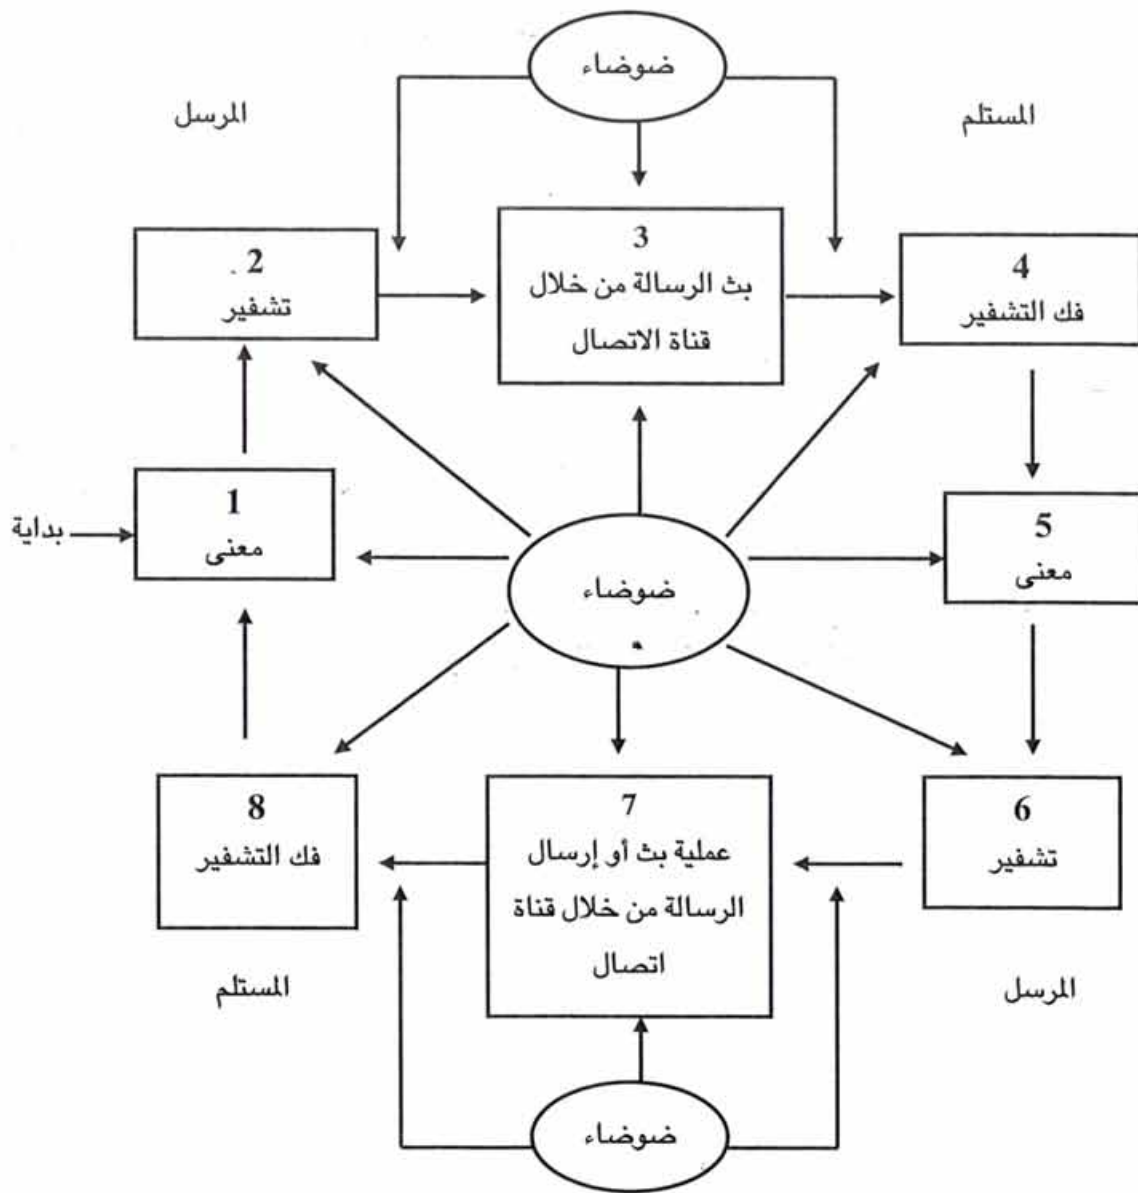 ضوضاء
المرسل
المستلم
2
تشفير
3
بث الرسالة من خلال
قناة الاتصال
4
فك التشفير
بداية
1
معنى
ضوضاء
5
معنى
8
فك التشفير
7
عملية بث أو إرسال
الرسالة من خلال قناة
اتصال
6
تشفير
المستلم
المرسل
ضوضاء